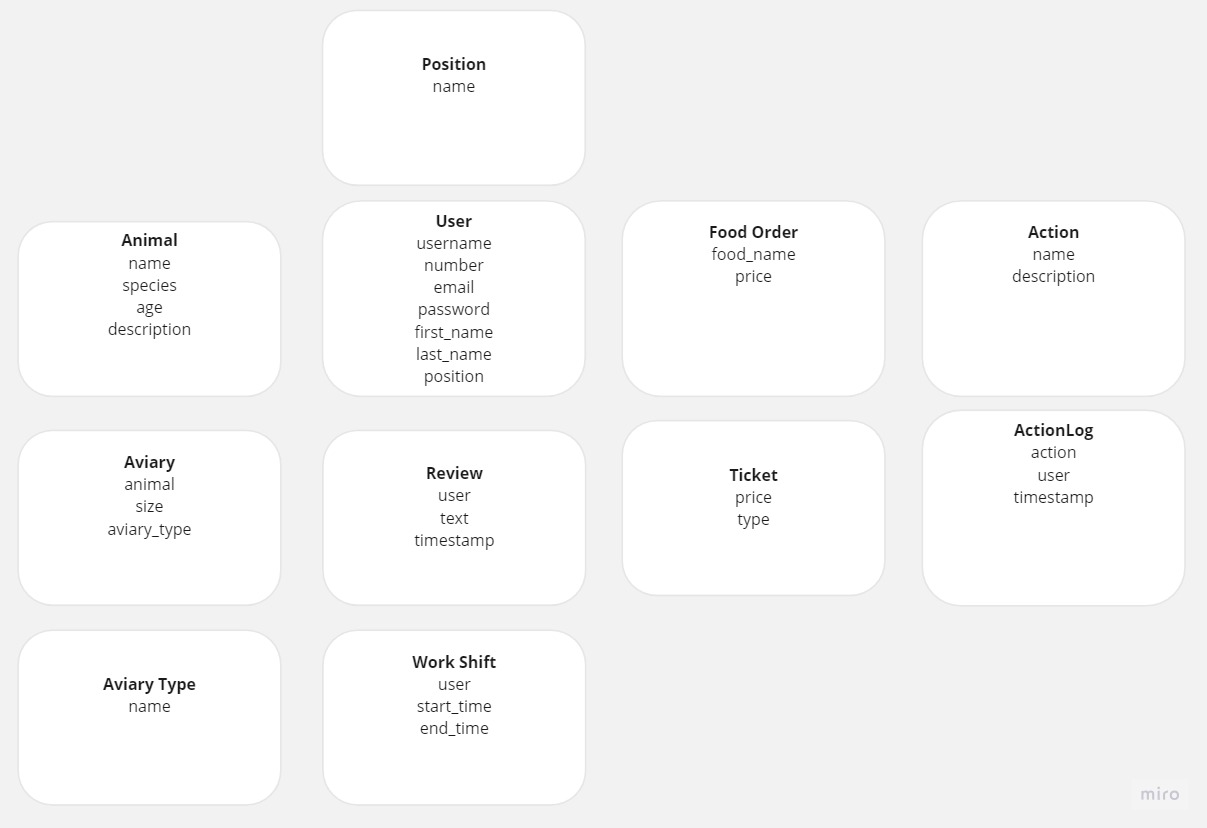 Position
name
Animal
name
species
age
description
User
username
number
email
password
first_name
last_name
position
Food Order
food_name
price
Action
name
description
Aviary
animal
size
aviary_type
Review
user
text
timestamp
Ticket
price
type
ActionLog
action
user
timestamp
Aviary Type
name
Work Shift
user
start_time
end_time
miro